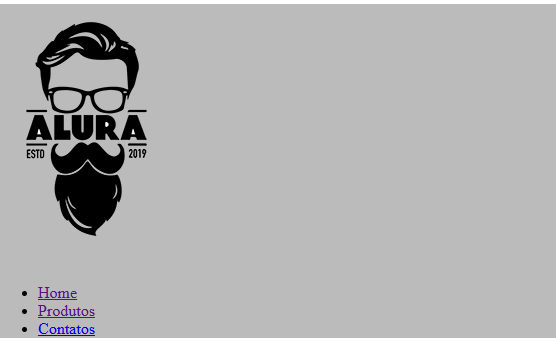 ALURA
ESTD 2019
Home
Produtos
Contatos